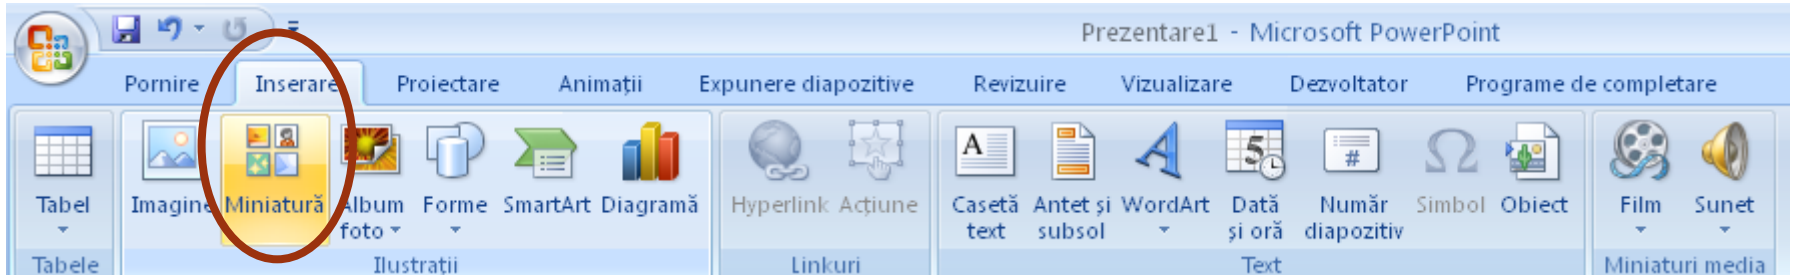 Prezentare1 - Microsoft PowerPoint
Pornire Inserare Proiectare Animații Expunere diapozitive Revizuire Vizualizare Dezvoltator Programe de completare
Tabel Imagine Miniatură Album foto Forme SmartArt Diagramă Hyperlink Acțiune Casetă text Antet și subsol WordArt Dată și oră Număr diapozitiv Simbol Obiect Film Sunet
Tabele Ilustrații Linkuri Text Miniaturi media